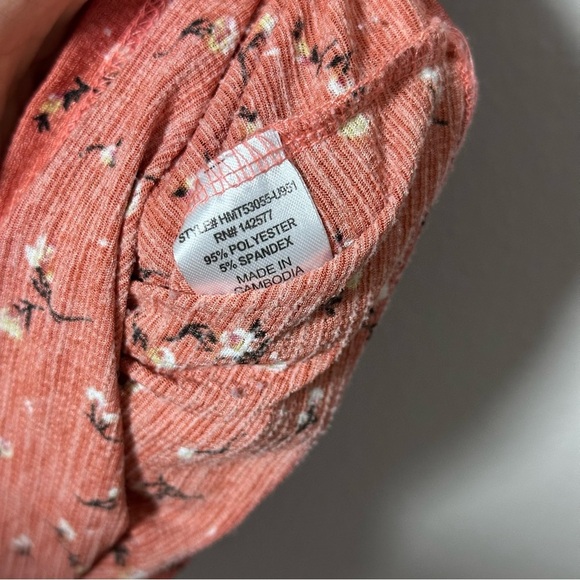 STYLE# HMT53055-U951
RN# 142577
95% POLYESTER
5% SPANDEX
MADE IN
CAMBODIA